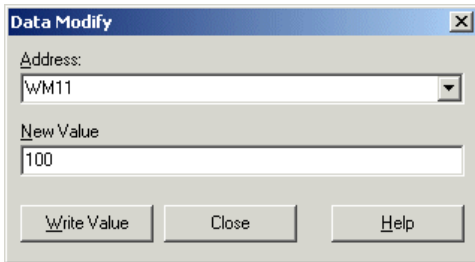 Data Modify
Address:
WM11
New Value
100
Write Value Close Help